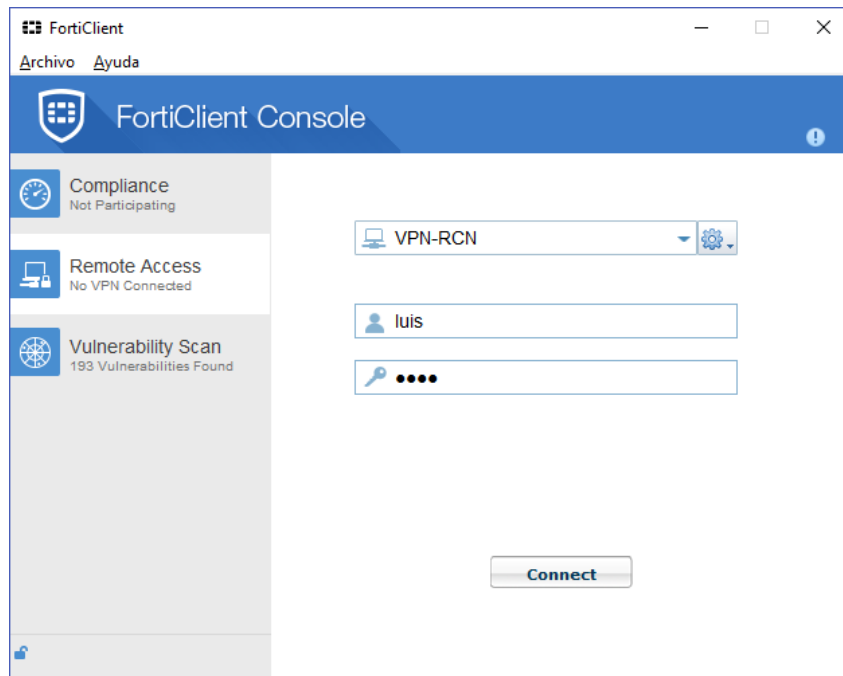 FortiClient
Archivo Ayuda
FortiClient Console
Compliance
Not Participating
Remote Access
No VPN Connected
Vulnerability Scan
193 Vulnerabilities Found
VPN-RCN
luis
••••
Connect